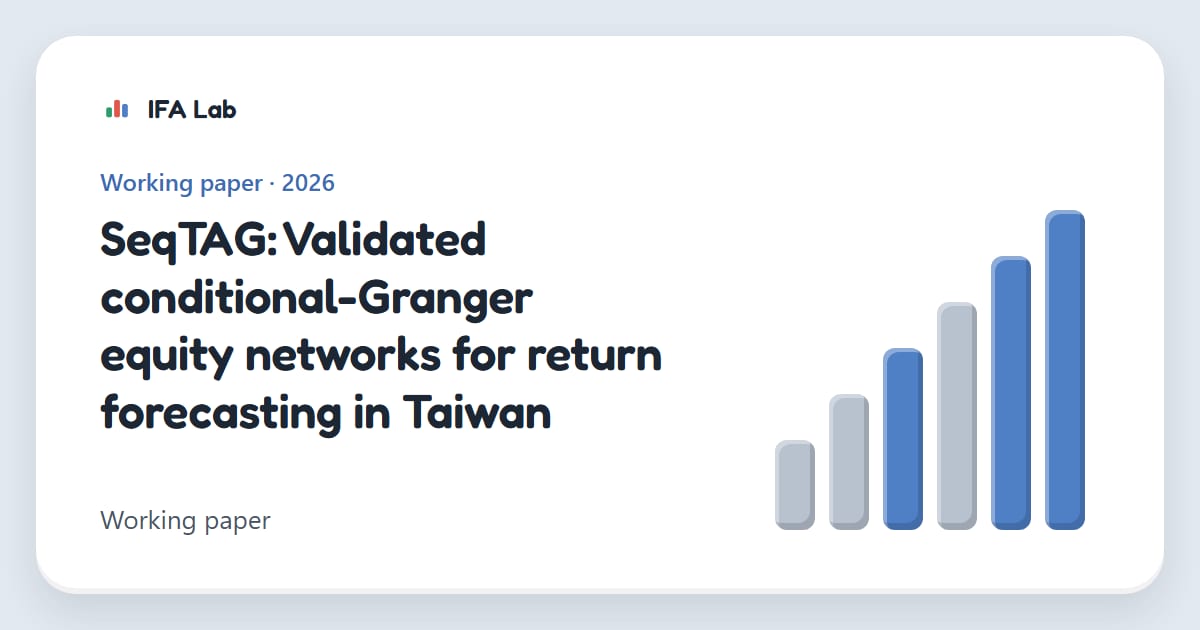 IFA Lab
Working paper · 2026
SeqTAG: Validated
conditional-Granger
equity networks for return
forecasting in Taiwan
Working paper